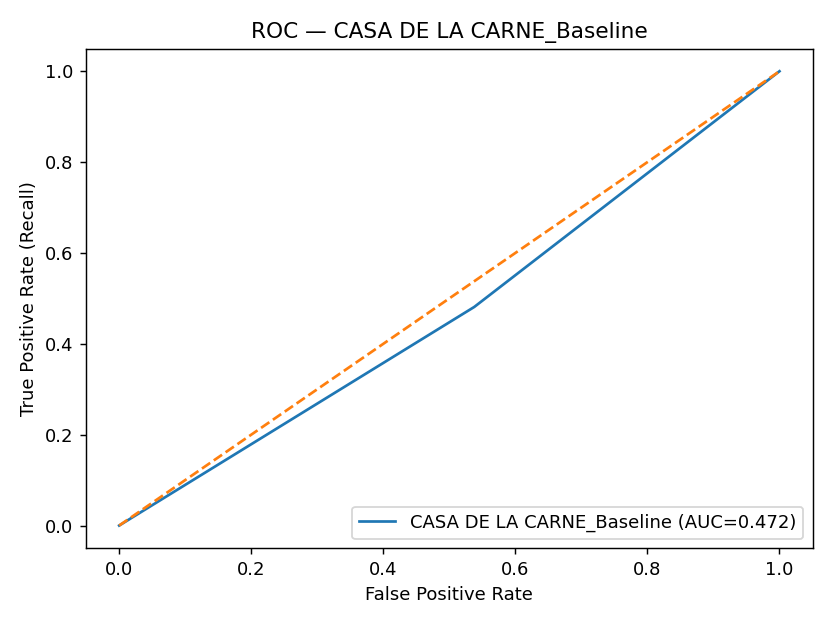 ROC — CASA DE LA CARNE_Baseline
True Positive Rate (Recall)
1.0
0.8
0.6
0.4
0.2
0.0
CASA DE LA CARNE_Baseline (AUC=0.472)
0.0 0.2 0.4 0.6 0.8 1.0
False Positive Rate